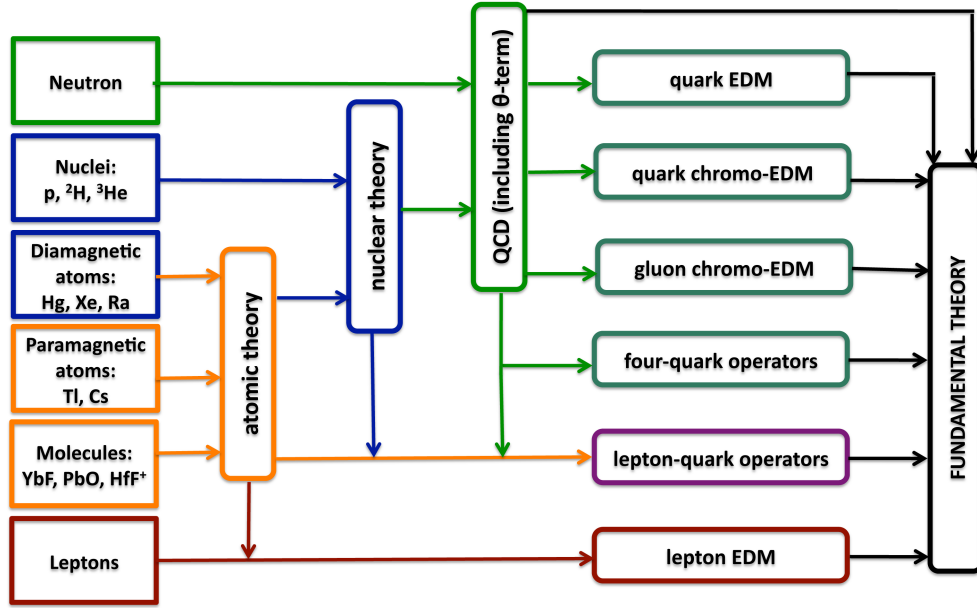 Neutron
Nuclei:
p, ²H, ³He
Diamagnetic
atoms:
Hg, Xe, Ra
Paramagnetic
atoms:
Tl, Cs
Molecules:
YbF, PbO, HfF⁺
Leptons
atomic theory
nuclear theory
QCD (including θ-term)
quark EDM
quark chromo-EDM
gluon chromo-EDM
four-quark operators
lepton-quark operators
lepton EDM
FUNDAMENTAL THEORY